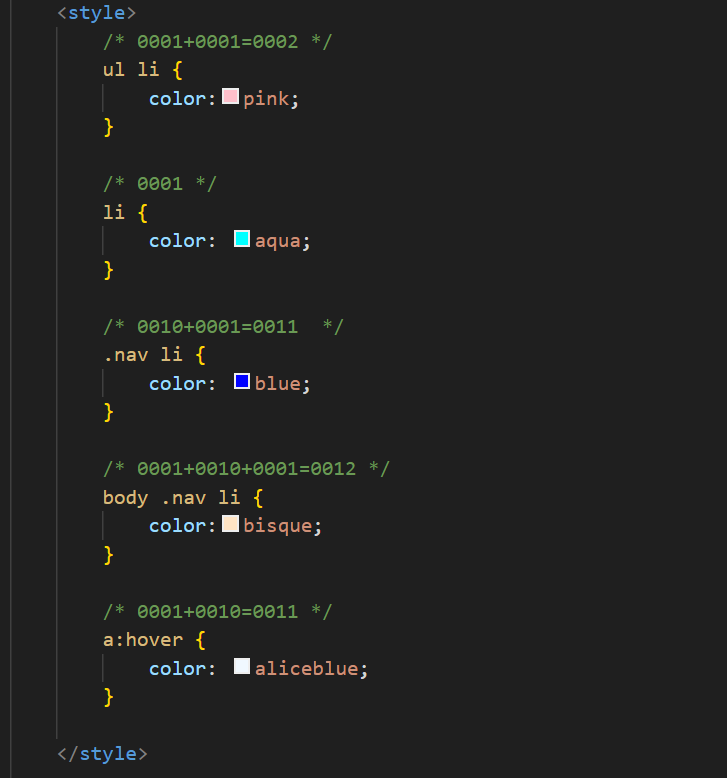 <style>
/* 0001+0001=0002 */
ul li {
color: pink;
}
/* 0001 */
li {
color: aqua;
}
/* 0010+0001=0011  */
.nav li {
color: blue;
}
/* 0001+0010+0001=0012 */
body .nav li {
color: bisque;
}
/* 0001+0010=0011 */
a:hover {
color: aliceblue;
}
</style>